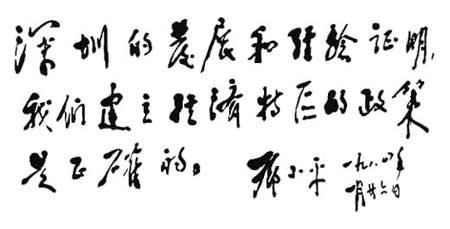 深圳的发展和经验证明，
我们建立经济特区的政策
是正确的。
邓小平
一九八四年
一月廿六日